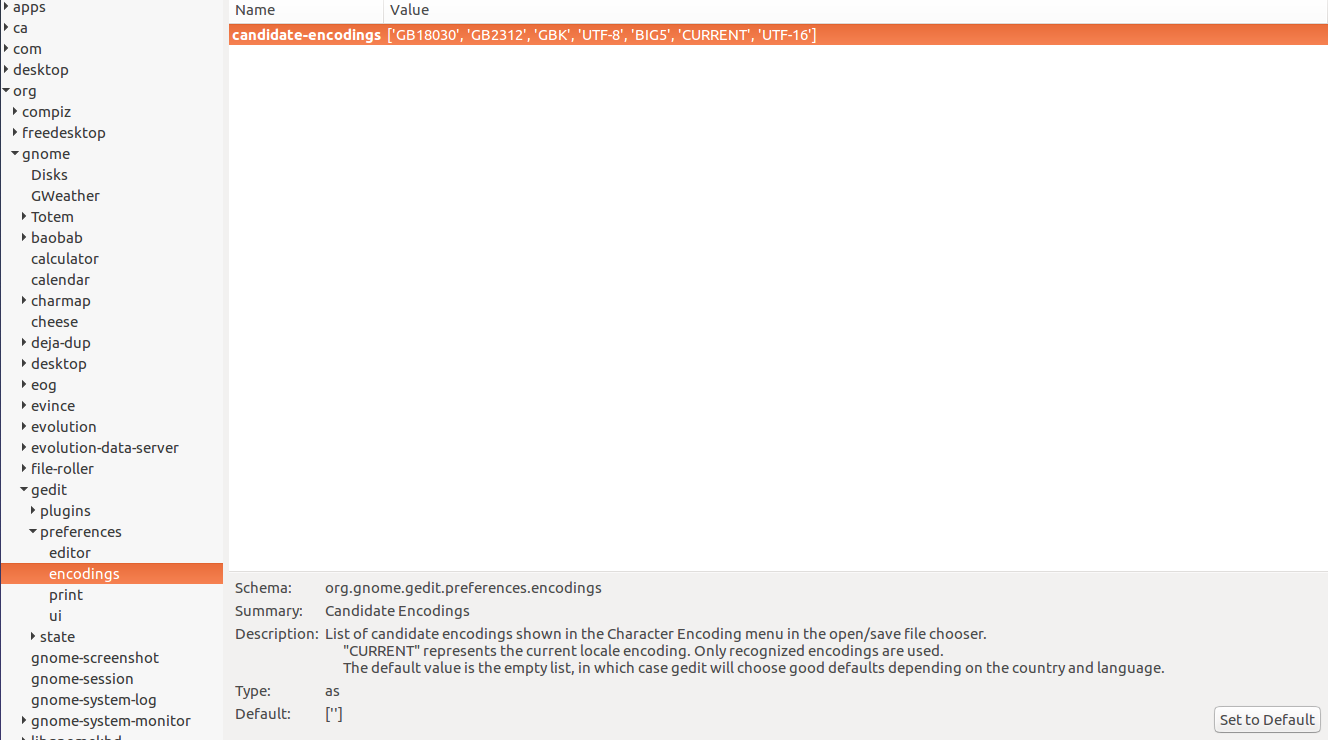 apps
ca
com
desktop
org
compiz
freedesktop
gnome
Disks
GWeather
Totem
baobab
calculator
calendar
charmap
cheese
deja-dup
desktop
eog
evince
evolution
evolution-data-server
file-roller
gedit
plugins
preferences
editor
encodings
print
ui
state
gnome-screenshot
gnome-session
gnome-system-log
gnome-system-monitor
Name Value
candidate-encodings ['GB18030', 'GB2312', 'GBK', 'UTF-8', 'BIG5', 'CURRENT', 'UTF-16']
Schema: org.gnome.gedit.preferences.encodings
Summary: Candidate Encodings
Description: List of candidate encodings shown in the Character Encoding menu in the open/save file chooser.
"CURRENT" represents the current locale encoding. Only recognized encodings are used.
The default value is the empty list, in which case gedit will choose good defaults depending on the country and language.
Type: as
Default: ['']
Set to Default